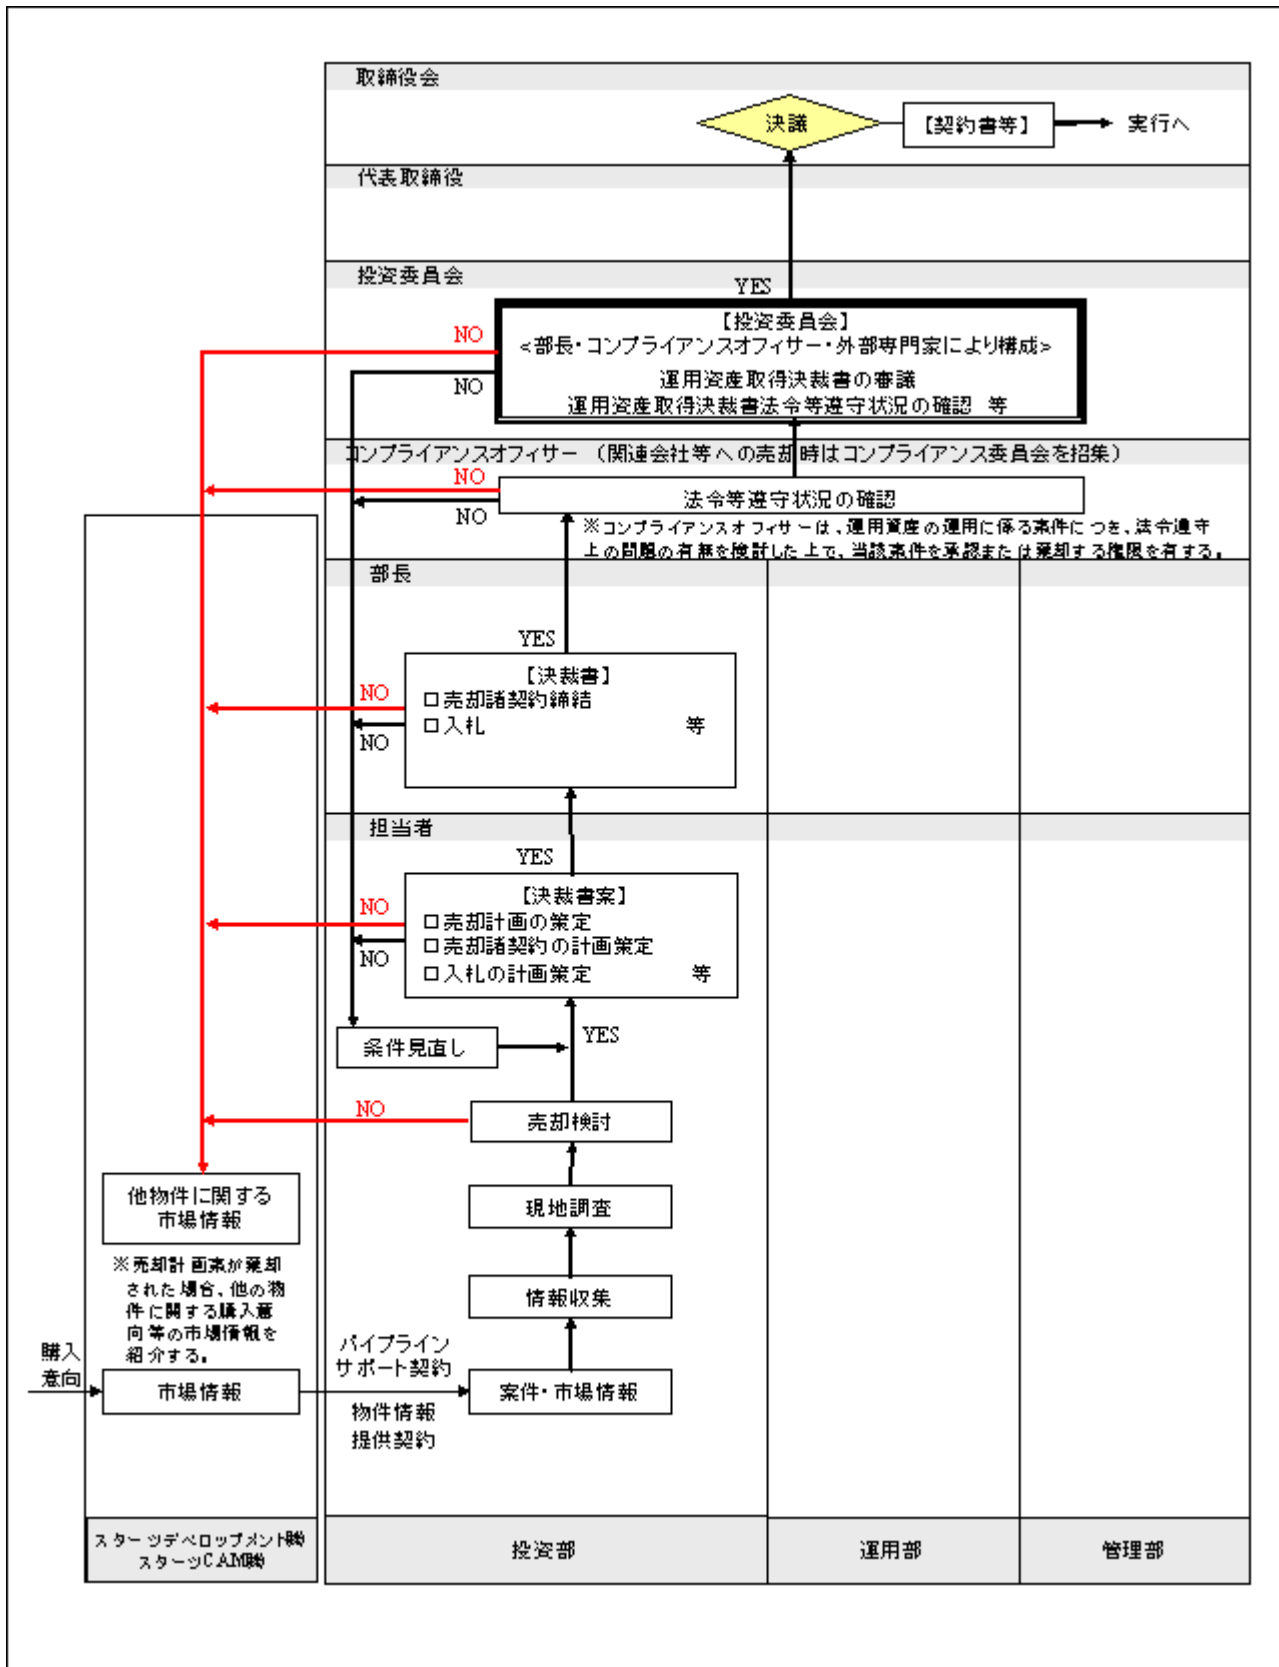 取締役会
決議
【契約書等】
実行へ
代表取締役
投資委員会
YES
【投資委員会】
NO
<部長・コンプライアンスオフィサー・外部専門家により構成>
NO
運用資産取得決裁書の審議
運用資産取得決裁書法令等遵守状況の確認 等
コンプライアンスオフィサー (関連会社等への売却時はコンプライアンス委員会を招集)
NO
法令等遵守状況の確認
NO
※コンプライアンスオフィサーは、運用資産の運用に係る案件につき、法令遵守
上の問題の有無を検討した上で、当該案件を承認または棄却する権限を有する。
部長
YES
【決裁書】
NO
□売却諸契約締結
□入札 等
NO
担当者
YES
【決裁書案】
NO
□売却計画の策定
□売却諸契約の計画策定
NO
□入札の計画策定 等
YES
条件見直し
NO
売却検討
他物件に関する
市場情報
現地調査
※売却計画案が棄却
された場合、他の物
件に関する購入意
向等の市場情報を
紹介する。
情報収集
購入
意向
市場情報
パイプライン
サポート契約
物件情報
提供契約
案件・市場情報
スターツデベロップメント㈱
スターツCAM㈱
投資部
運用部
管理部